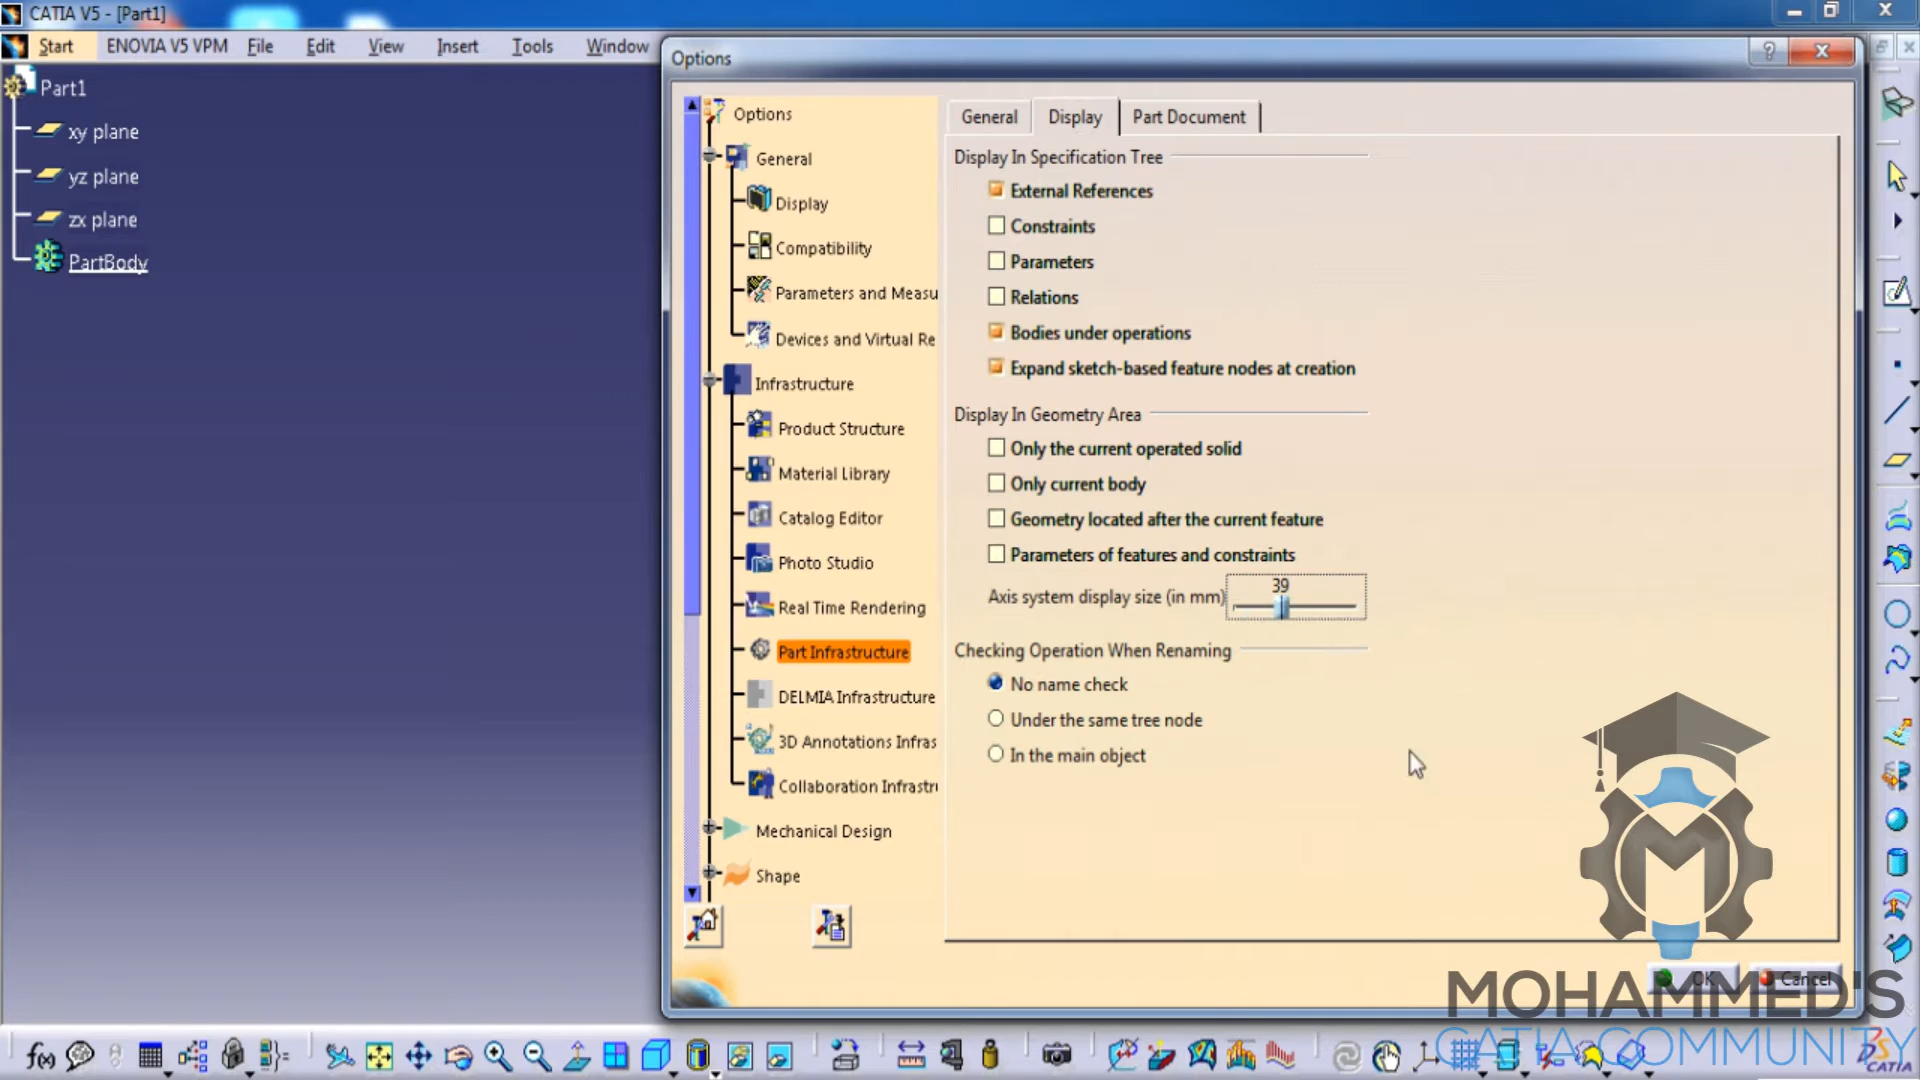 CATIA V5 - [Part1]
Start ENOVIA V5 VPM File Edit View Insert Tools Window
Part1
xy plane
yz plane
zx plane
PartBody
Options
Options
General
Display
Compatibility
Parameters and Measu
Devices and Virtual Re
Infrastructure
Product Structure
Material Library
Catalog Editor
Photo Studio
Real Time Rendering
Part Infrastructure
DELMIA Infrastructure
3D Annotations Infras
Collaboration Infrastr
Mechanical Design
Shape
General Display Part Document
Display In Specification Tree
External References
Constraints
Parameters
Relations
Bodies under operations
Expand sketch-based feature nodes at creation
Display In Geometry Area
Only the current operated solid
Only current body
Geometry located after the current feature
Parameters of features and constraints
Axis system display size (in mm) 39
Checking Operation When Renaming
No name check
Under the same tree node
In the main object
OK Cancel
MOHAMMED'S
CATIA COMMUNITY
f(x)
CATIA